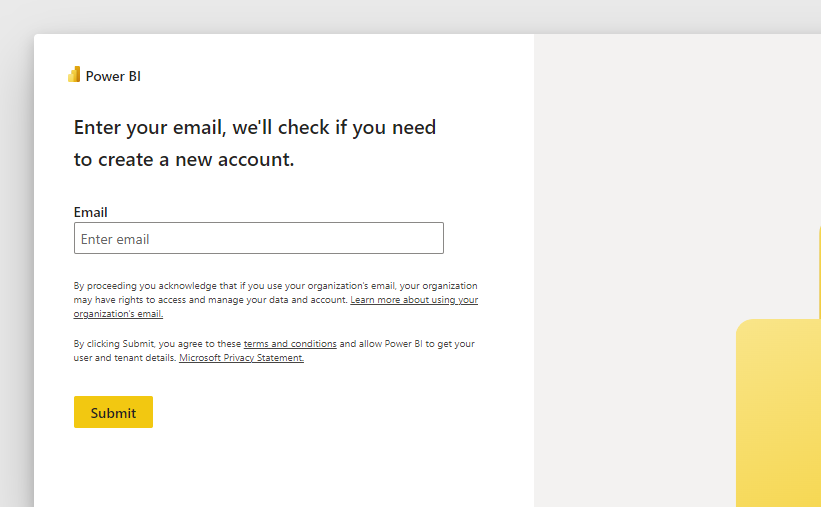 Power BI
Enter your email, we'll check if you need
to create a new account.
Email
Enter email
By proceeding you acknowledge that if you use your organization's email, your organization
may have rights to access and manage your data and account. Learn more about using your
organization's email.
By clicking Submit, you agree to these terms and conditions and allow Power BI to get your
user and tenant details. Microsoft Privacy Statement.
Submit